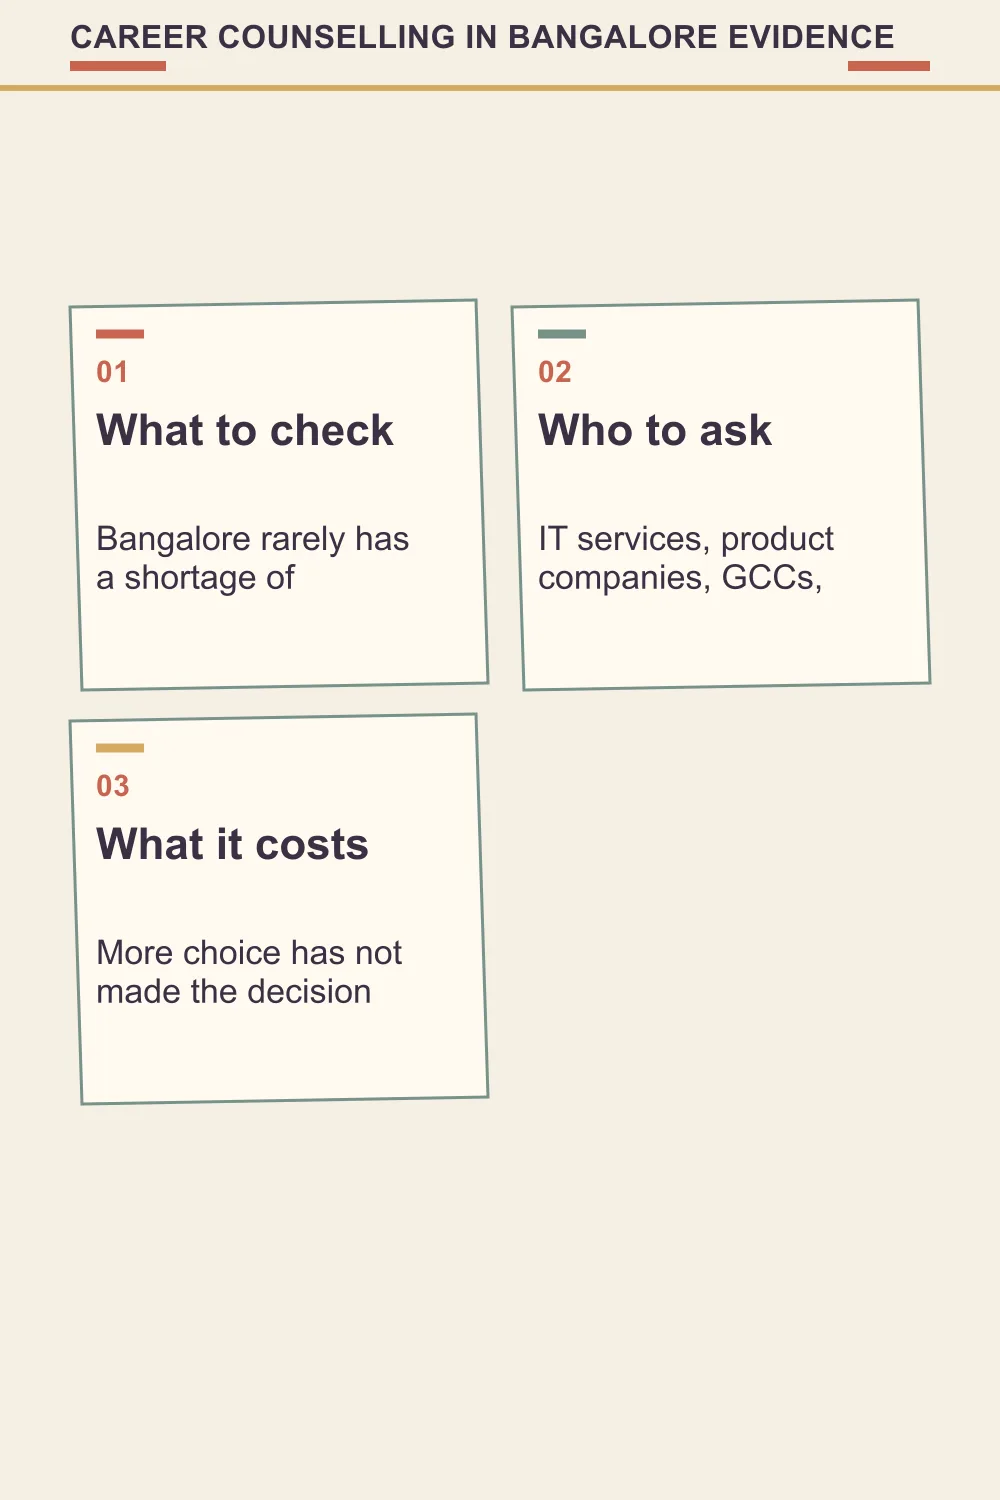 CAREER COUNSELLING IN BANGALORE EVIDENCE
01
What to check
Bangalore rarely has
a shortage of
02
Who to ask
IT services, product
companies, GCCs,
03
What it costs
More choice has not
made the decision